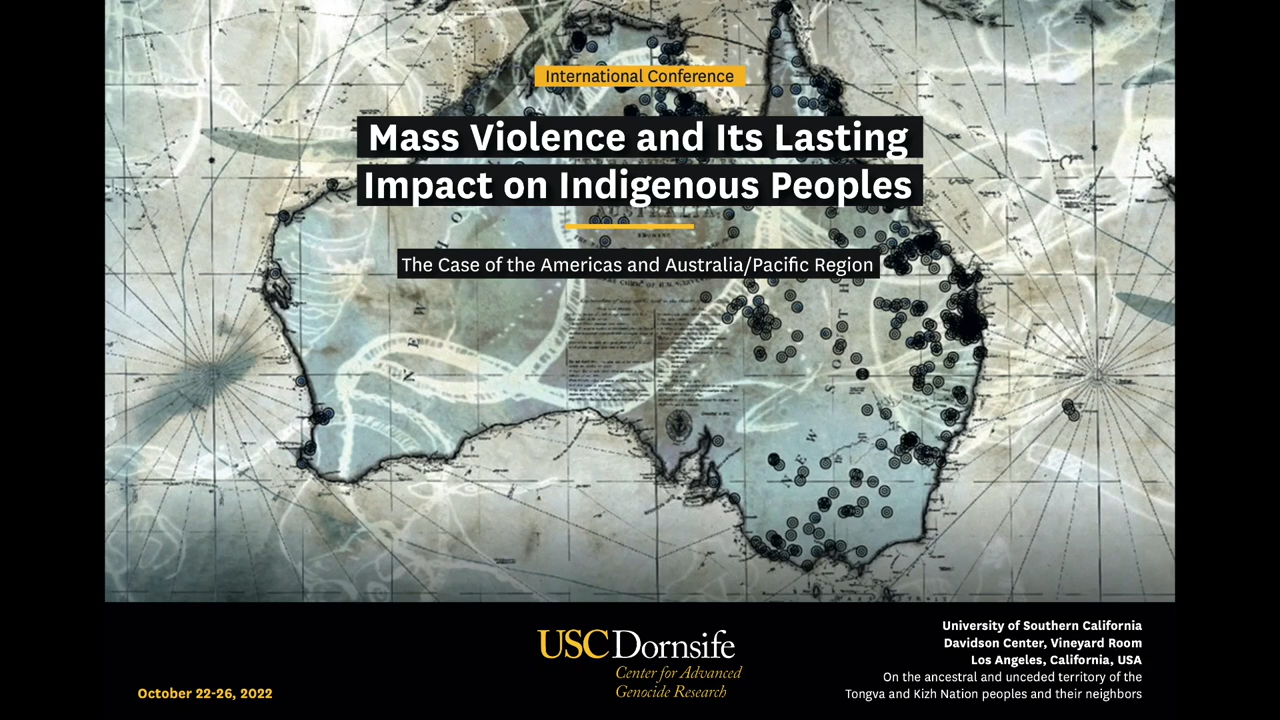 International Conference
Mass Violence and Its Lasting
Impact on Indigenous Peoples
The Case of the Americas and Australia/Pacific Region
October 22-26, 2022
USC Dornsife
Center for Advanced
Genocide Research
University of Southern California
Davidson Center, Vineyard Room
Los Angeles, California, USA
On the ancestral and unceded territory of the
Tongva and Kizh Nation peoples and their neighbors